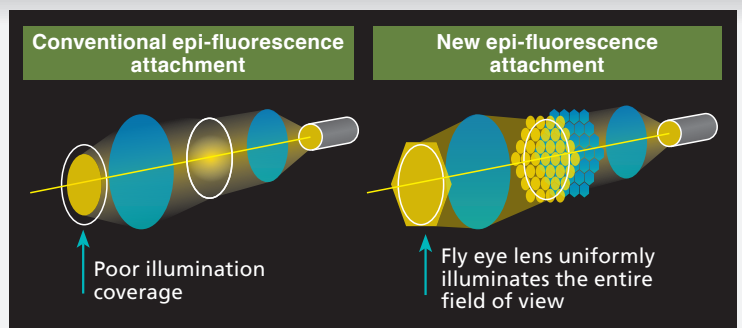 Conventional epi-fluorescence
attachment
New epi-fluorescence
attachment
Poor illumination
coverage
Fly eye lens uniformly
illuminates the entire
field of view